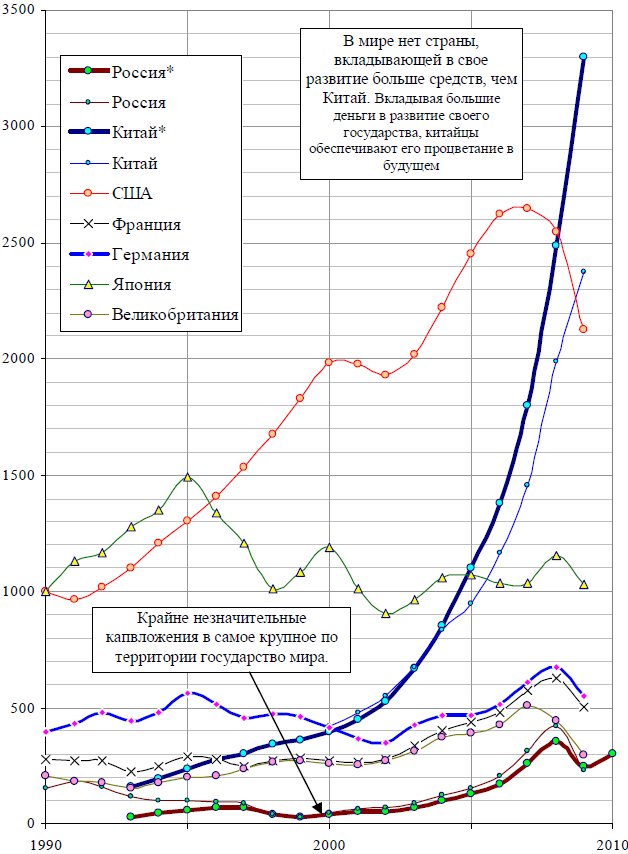 3500
3000
2500
2000
1500
1000
500
0
1990
2000
2010
Россия*
Россия
Китай*
Китай
США
Франция
Германия
Япония
Великобритания
В мире нет страны,
вкладывающей в свое
развитие больше средств, чем
Китай. Вкладывая большие
деньги в развитие своего
государства, китайцы
обеспечивают его процветание в
будущем
Крайне незначительные
капвложения в самое крупное по
территории государство мира.